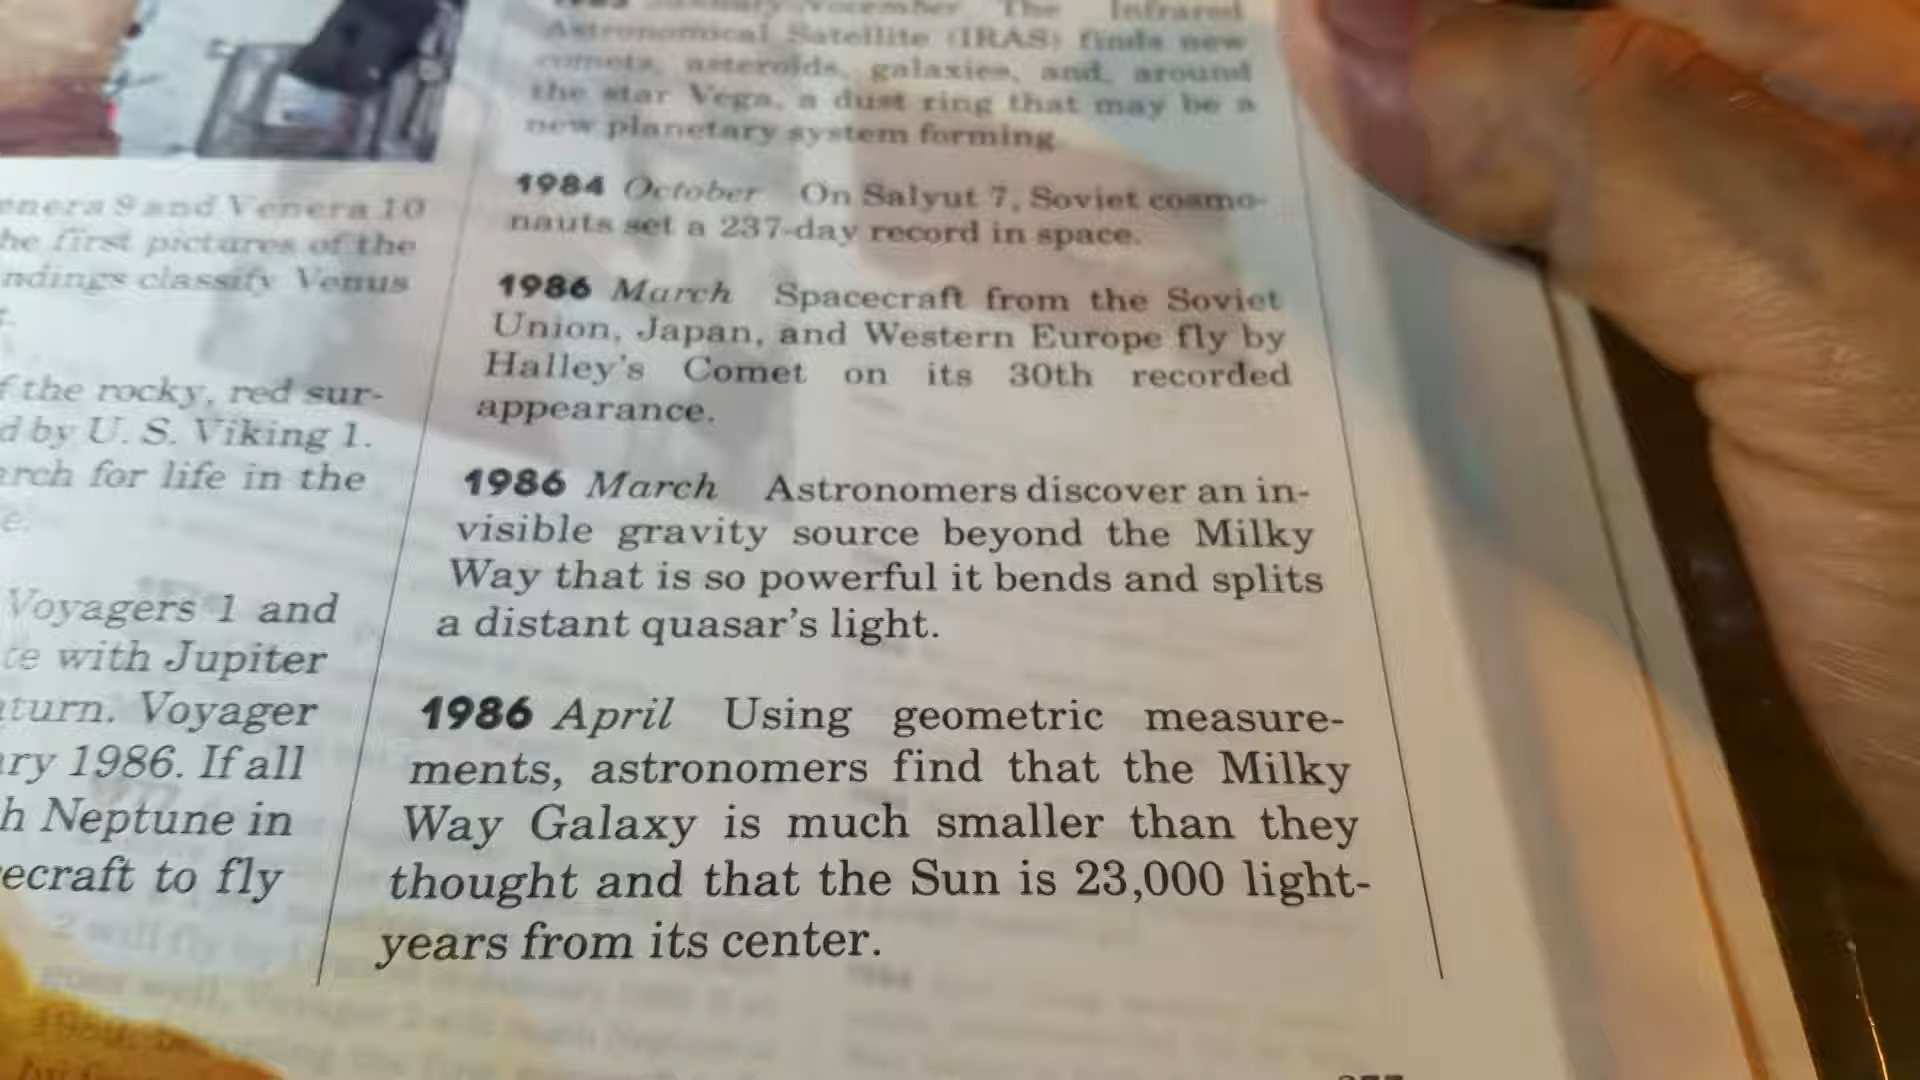 enera 9 and Venera 10
he first pictures of the
ndings classify Venus
f the rocky, red sur-
d by U. S. Viking 1.
arch for life in the
e.
Voyagers 1 and
te with Jupiter
aturn. Voyager
ary 1986. If all
h Neptune in
ecraft to fly
The Infrared
Astronomical Satellite (IRAS) finds new
comets, asteroids, galaxies, and, around
the star Vega, a dust ring that may be a
new planetary system forming.
1984 October On Salyut 7, Soviet cosmo-
nauts set a 237-day record in space.
1986 March Spacecraft from the Soviet
Union, Japan, and Western Europe fly by
Halley's Comet on its 30th recorded
appearance.
1986 March Astronomers discover an in-
visible gravity source beyond the Milky
Way that is so powerful it bends and splits
a distant quasar's light.
1986 April Using geometric measure-
ments, astronomers find that the Milky
Way Galaxy is much smaller than they
thought and that the Sun is 23,000 light-
years from its center.